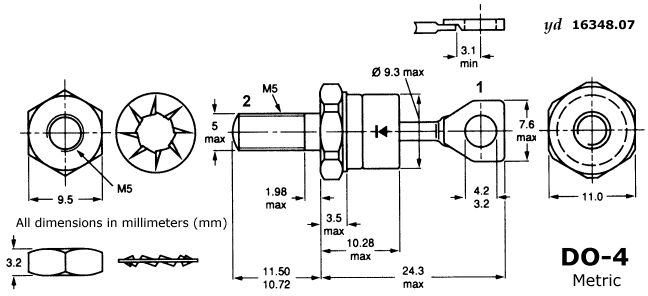 yd 16348.07
3.1
min
Ø 9.3 max
1
2
M5
5
max
7.6
max
M5
9.5
1.98
max
4.2
3.2
11.0
All dimensions in millimeters (mm)
3.5
max
10.28
max
3.2
11.50
10.72
24.3
max
DO-4
Metric